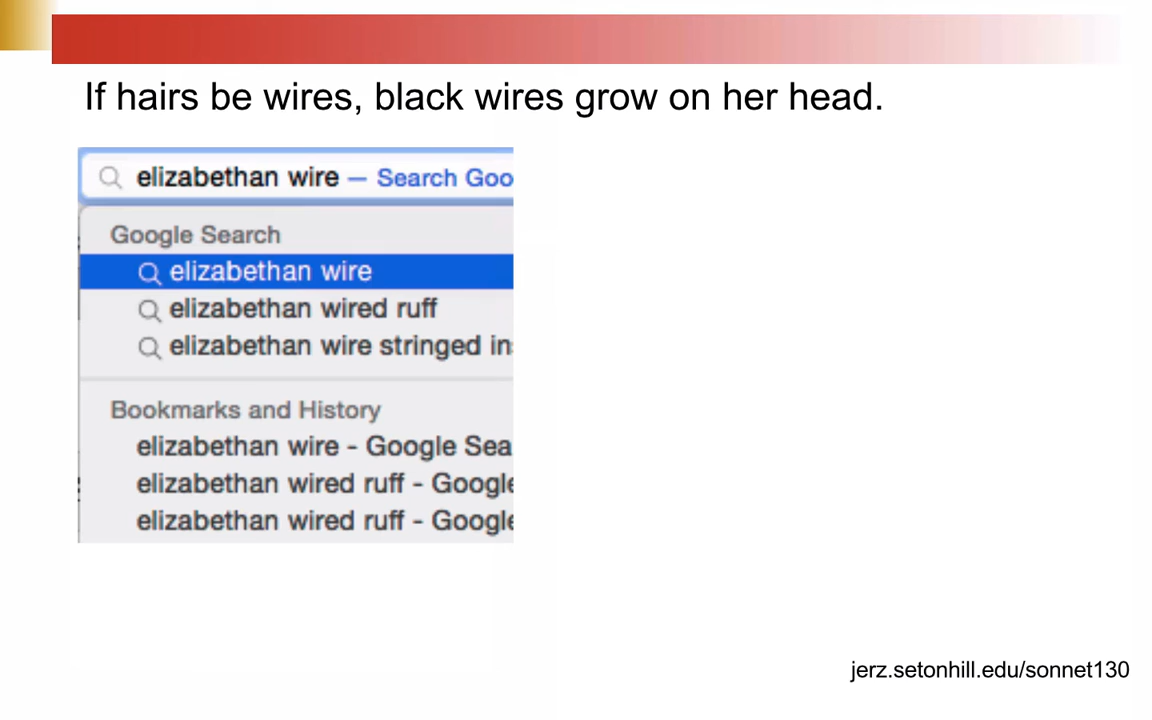 If hairs be wires, black wires grow on her head.
elizabethan wire — Search Goo
Google Search
elizabethan wire
elizabethan wired ruff
elizabethan wire stringed in
Bookmarks and History
elizabethan wire - Google Sea
elizabethan wired ruff - Google
elizabethan wired ruff - Google
jerz.setonhill.edu/sonnet130